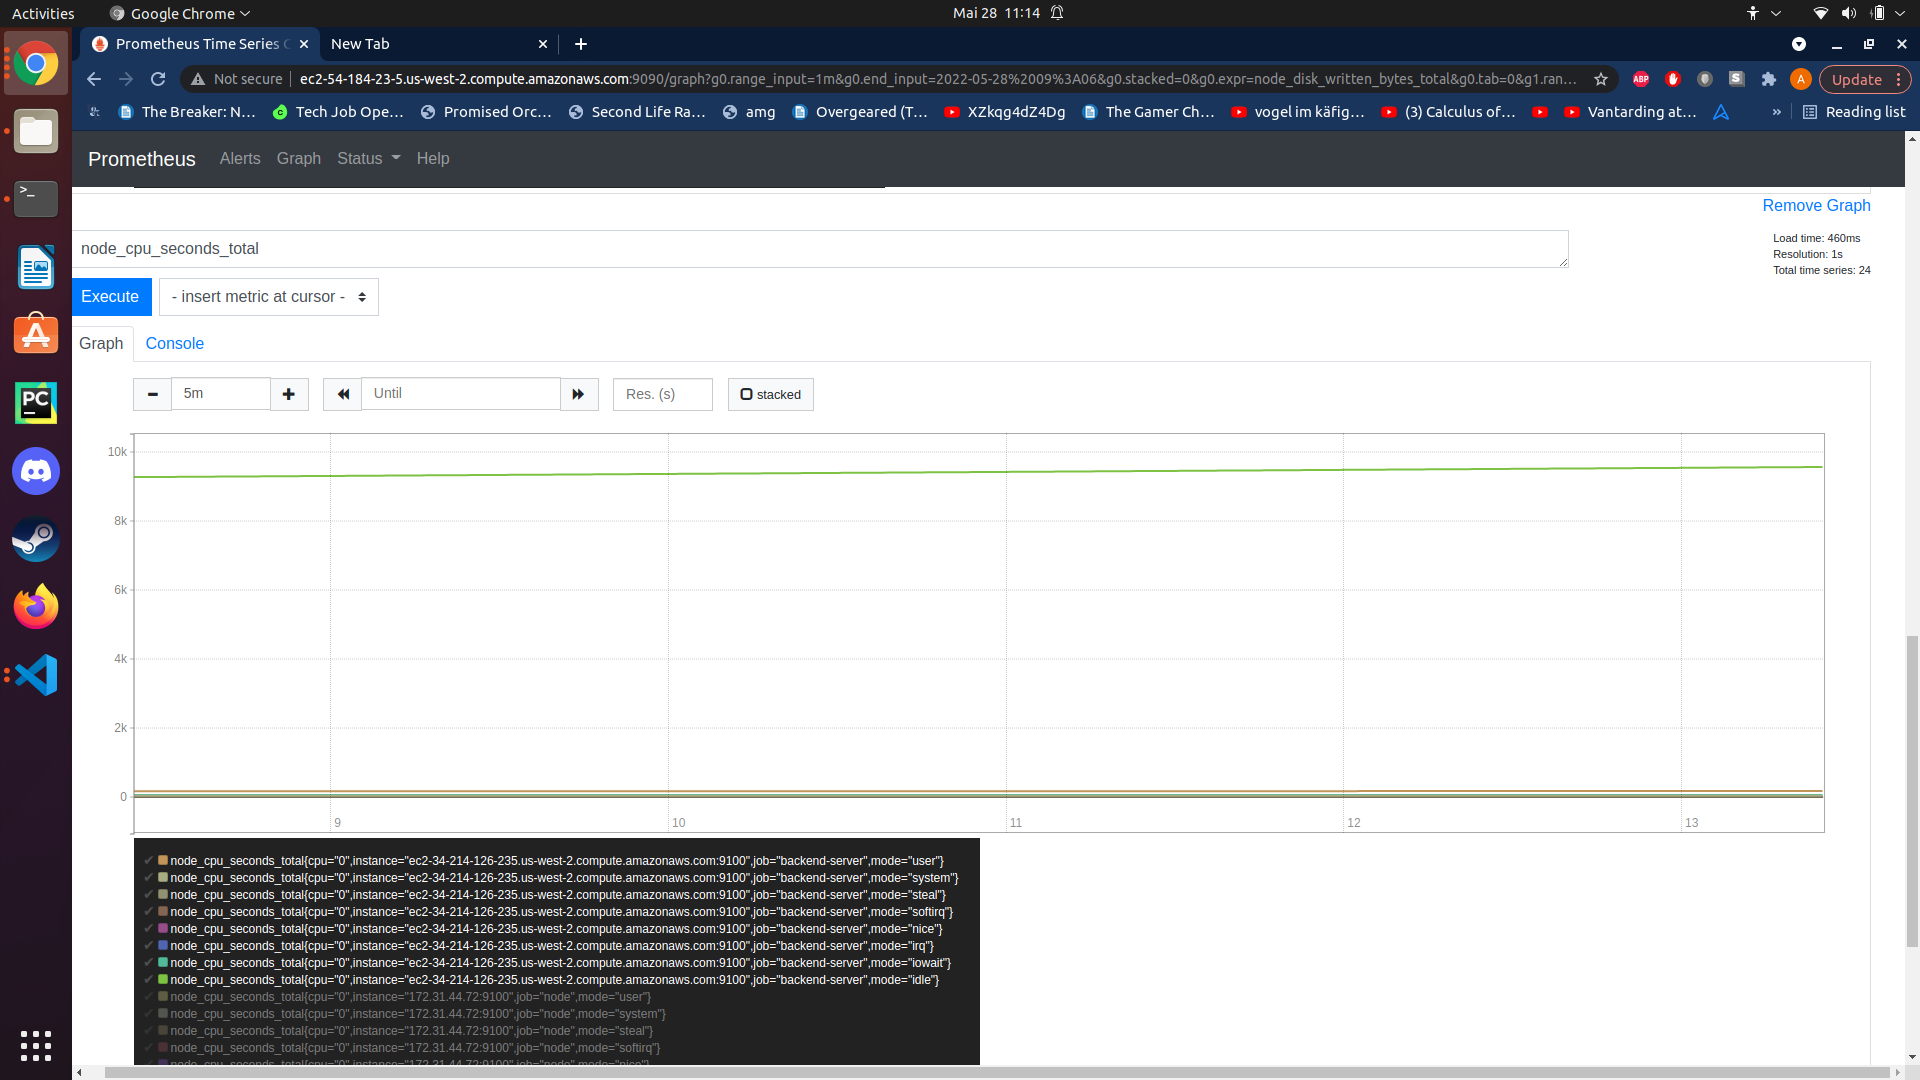 Activities
Google Chrome
Mai 28 11:14
Prometheus Time Series C
New Tab
Not secure
ec2-54-184-23-5.us-west-2.compute.amazonaws.com:9090/graph?g0.range_input=1m&g0.end_input=2022-05-28%2009%3A06&g0.stacked=0&g0.expr=node_disk_written_bytes_total&g0.tab=0&g1.ran...
ABP
S
A
Update
The Breaker: N...
Tech Job Ope...
Promised Orc...
Second Life Ra...
amg
Overgeared (T...
XZkqg4dZ4Dg
The Gamer Ch...
vogel im käfig...
(3) Calculus of...
Vantarding at...
»
Reading list
Prometheus
Alerts
Graph
Status
Help
Remove Graph
node_cpu_seconds_total
Load time: 460ms
Resolution: 1s
Total time series: 24
Execute
- insert metric at cursor -
Graph
Console
5m
Until
Res. (s)
stacked
10k
8k
6k
4k
2k
0
9
10
11
12
13
node_cpu_seconds_total{cpu="0",instance="ec2-34-214-126-235.us-west-2.compute.amazonaws.com:9100",job="backend-server",mode="user"}
node_cpu_seconds_total{cpu="0",instance="ec2-34-214-126-235.us-west-2.compute.amazonaws.com:9100",job="backend-server",mode="system"}
node_cpu_seconds_total{cpu="0",instance="ec2-34-214-126-235.us-west-2.compute.amazonaws.com:9100",job="backend-server",mode="steal"}
node_cpu_seconds_total{cpu="0",instance="ec2-34-214-126-235.us-west-2.compute.amazonaws.com:9100",job="backend-server",mode="softirq"}
node_cpu_seconds_total{cpu="0",instance="ec2-34-214-126-235.us-west-2.compute.amazonaws.com:9100",job="backend-server",mode="nice"}
node_cpu_seconds_total{cpu="0",instance="ec2-34-214-126-235.us-west-2.compute.amazonaws.com:9100",job="backend-server",mode="irq"}
node_cpu_seconds_total{cpu="0",instance="ec2-34-214-126-235.us-west-2.compute.amazonaws.com:9100",job="backend-server",mode="iowait"}
node_cpu_seconds_total{cpu="0",instance="ec2-34-214-126-235.us-west-2.compute.amazonaws.com:9100",job="backend-server",mode="idle"}
node_cpu_seconds_total{cpu="0",instance="172.31.44.72:9100",job="node",mode="user"}
node_cpu_seconds_total{cpu="0",instance="172.31.44.72:9100",job="node",mode="system"}
node_cpu_seconds_total{cpu="0",instance="172.31.44.72:9100",job="node",mode="steal"}
node_cpu_seconds_total{cpu="0",instance="172.31.44.72:9100",job="node",mode="softirq"}
node_cpu_seconds_total{cpu="0",instance="172.31.44.72:9100",job="node",mode="nice"}
PC